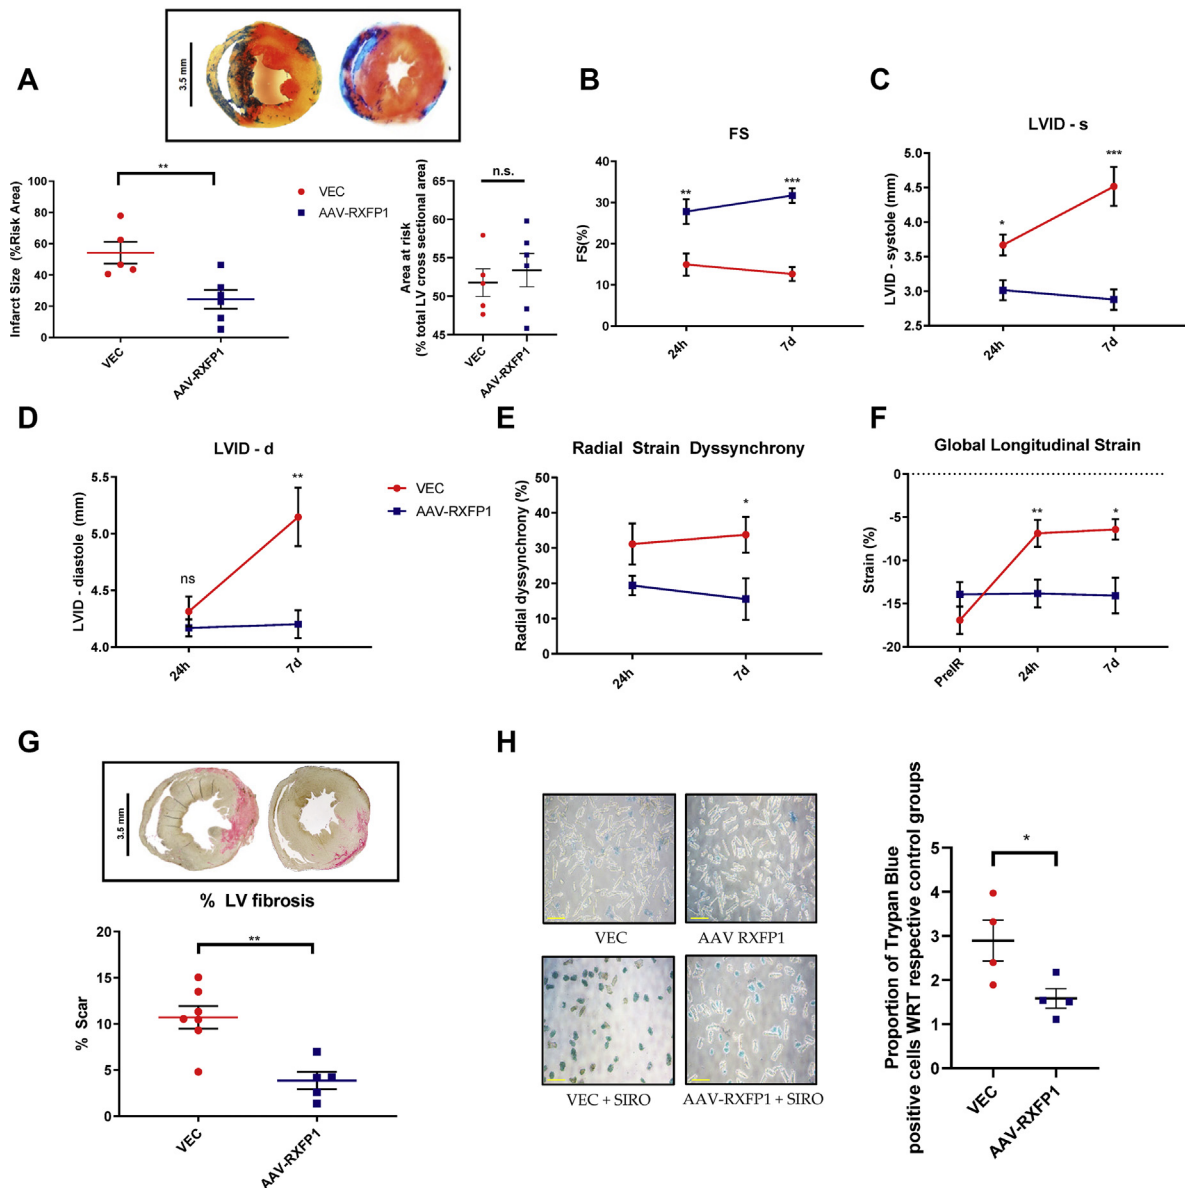 A
3.5 mm
**
Infarct Size (%Risk Area)
100
80
60
40
20
0
VEC
AAV-RXFP1
VEC
AAV-RXFP1
n.s.
Area at risk
(% total LV cross sectional area)
65
60
55
50
45
VEC
AAV-RXFP1
B
FS
FS(%)
40
30
20
10
0
**
***
24h
7d
C
LVID - s
LVID - systole (mm)
5.0
4.5
4.0
3.5
3.0
2.5
*
***
24h
7d
D
LVID - d
LVID - diastole (mm)
5.5
5.0
4.5
4.0
ns
**
24h
7d
VEC
AAV-RXFP1
E
Radial Strain Dyssynchrony
Radial dyssynchrony (%)
50
40
30
20
10
0
*
24h
7d
F
Global Longitudinal Strain
Strain (%)
0
-5
-10
-15
-20
**
*
PreIR
24h
7d
G
3.5 mm
% LV fibrosis
% Scar
20
15
10
5
0
**
VEC
AAV-RXFP1
H
VEC
AAV RXFP1
VEC + SIRO
AAV-RXFP1 + SIRO
Proportion of Trypan Blue
positive cells WRT respective control groups
5
4
3
2
1
0
*
VEC
AAV-RXFP1